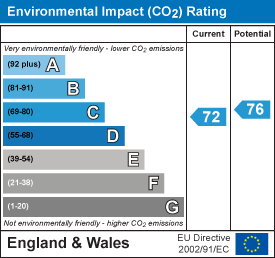 Environmental Impact (CO2) Rating
Current Potential
Very environmentally friendly - lower CO2 emissions
(92 plus) A
(81-91) B
(69-80) C
(55-68) D
(39-54) E
(21-38) F
(1-20) G
72
76
Not environmentally friendly - higher CO2 emissions
England & Wales
EU Directive
2002/91/EC